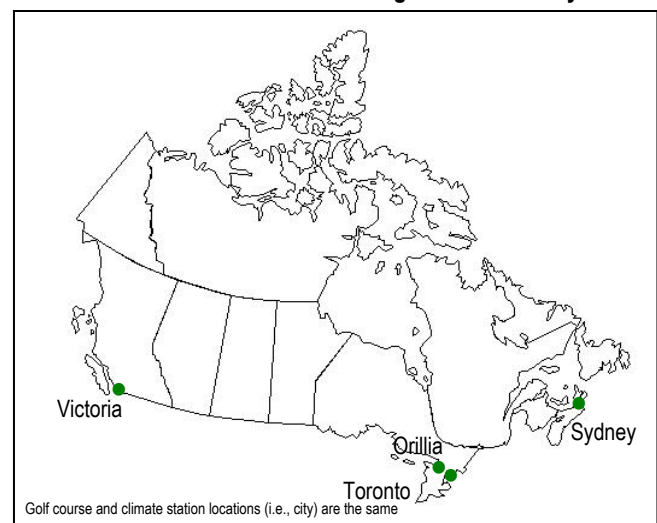 Victoria
Sydney
Orillia
Toronto
Golf course and climate station locations (i.e., city) are the same